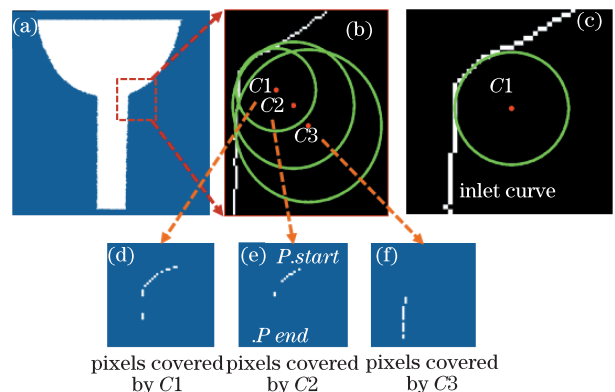 (a)
(b)
(c)
C1
C2
C3
C1
inlet curve
(d)
(e)
P.start
.P end
(f)
pixels covered
by C1
pixels covered
by C2
pixels covered
by C3